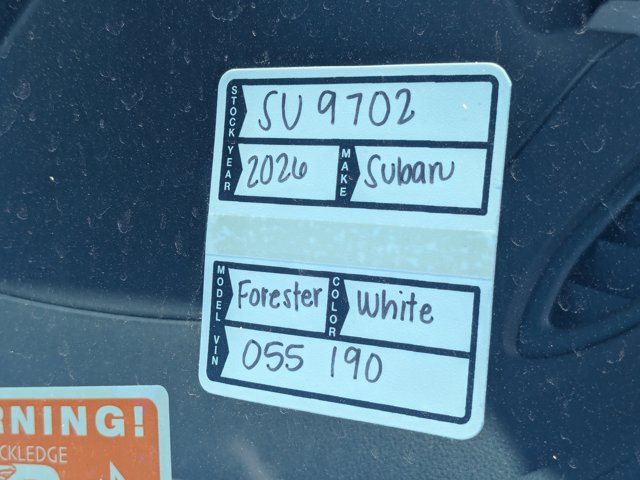 STOCK SU 9702
YEAR 2026 MAKE Subaru
MODEL Forester COLOR White
VIN 055 190
RNING!
CKLEDGE